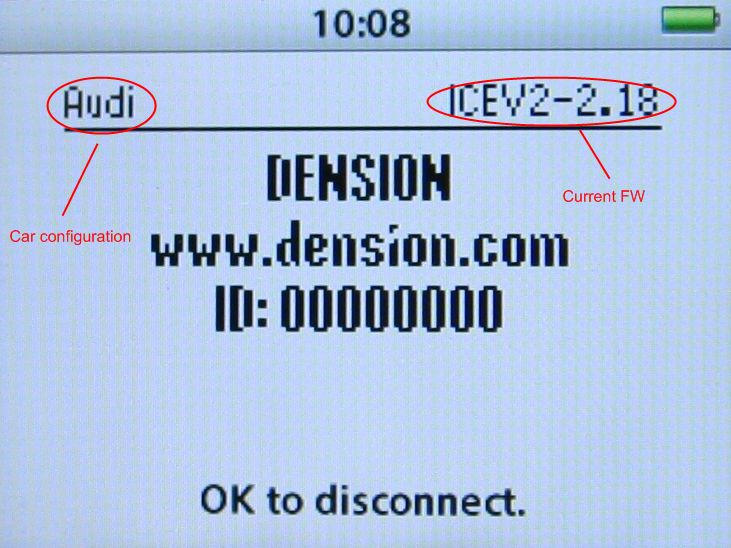 10:08
Audi ICEV2-2.18
DENSION
Current FW
Car configuration
www.dension.com
ID: 00000000
OK to disconnect.